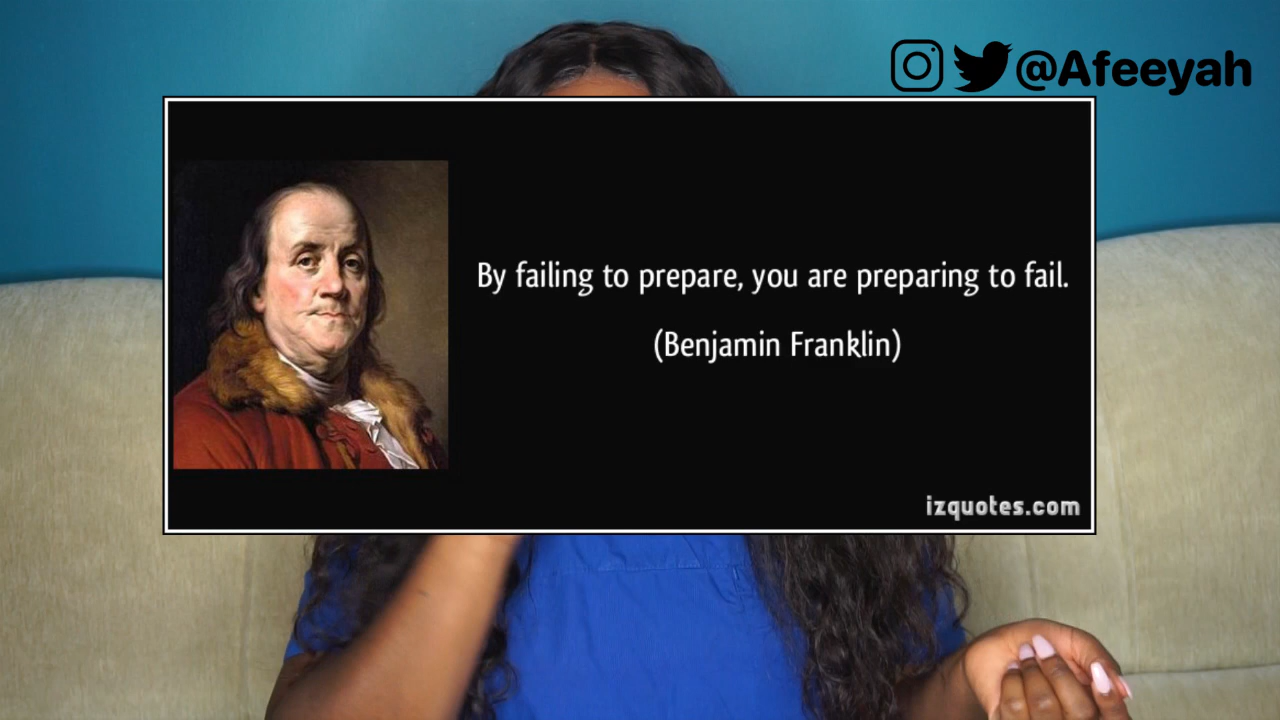 @Afeeyah
By failing to prepare, you are preparing to fail.
(Benjamin Franklin)
izquotes.com